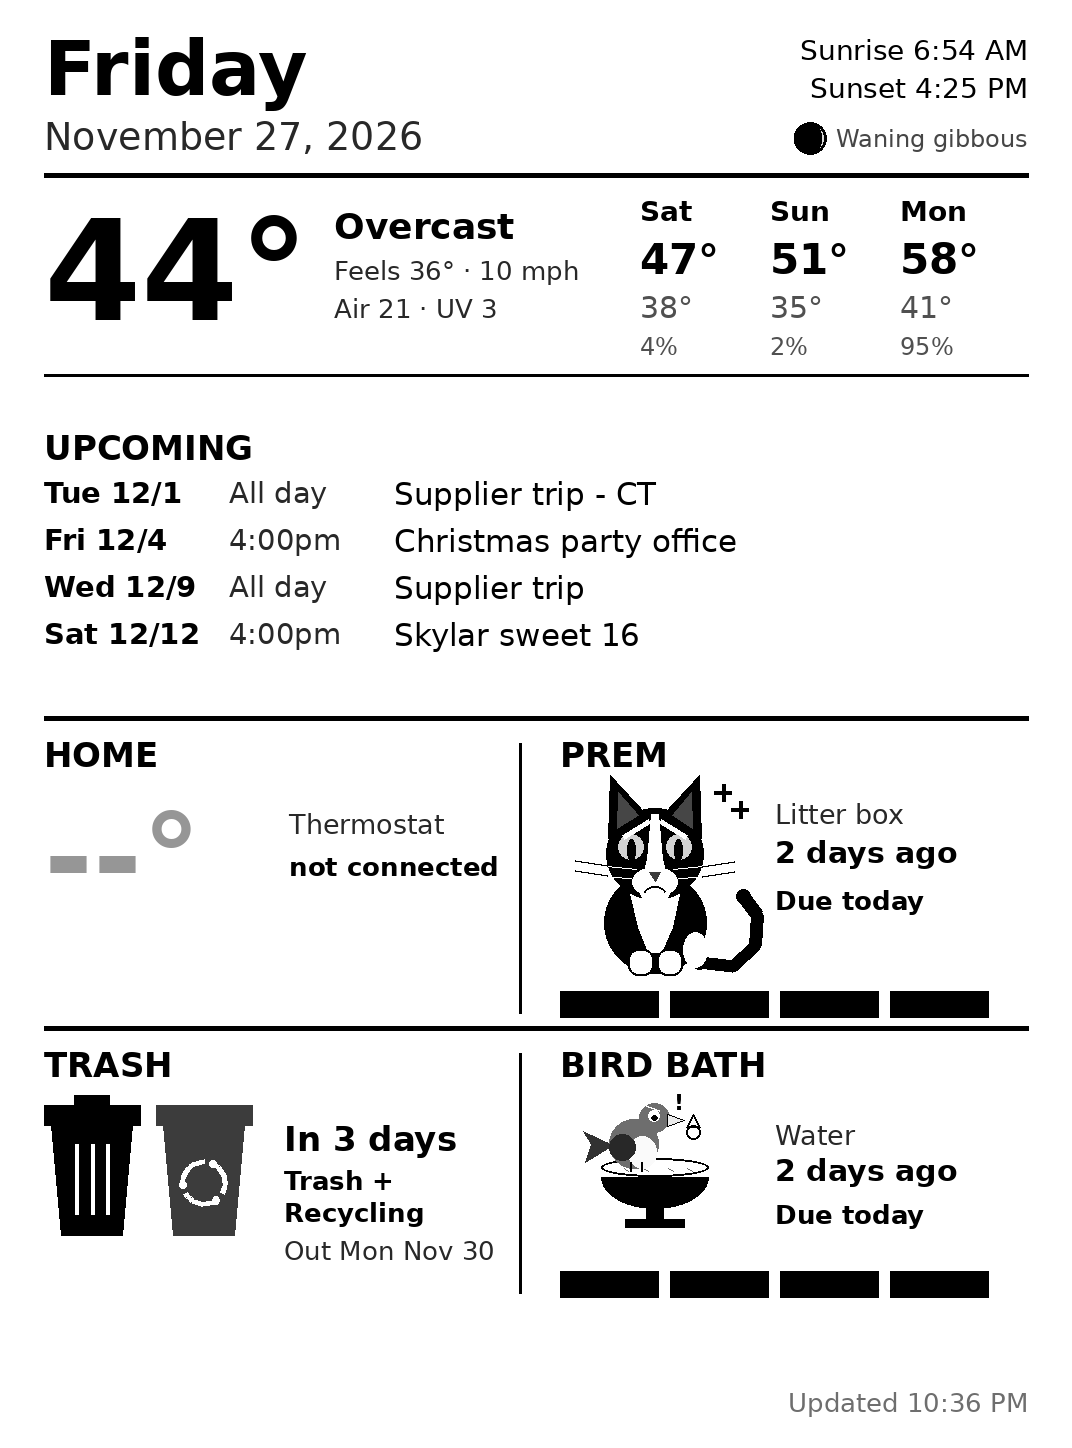 Friday
November 27, 2026
Sunrise 6:54 AM
Sunset 4:25 PM
Waning gibbous
44°
Overcast
Feels 36° · 10 mph
Air 21 · UV 3
Sat Sun Mon
47° 51° 58°
38° 35° 41°
4% 2% 95%
UPCOMING
Tue 12/1 All day Supplier trip - CT
Fri 12/4 4:00pm Christmas party office
Wed 12/9 All day Supplier trip
Sat 12/12 4:00pm Skylar sweet 16
HOME
--°
Thermostat
not connected
PREM
Litter box
2 days ago
Due today
TRASH
In 3 days
Trash +
Recycling
Out Mon Nov 30
BIRD BATH
!
Water
2 days ago
Due today
Updated 10:36 PM